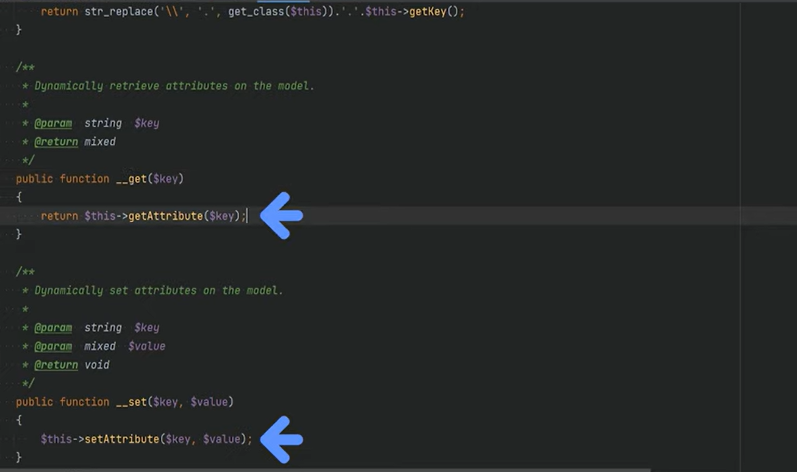 return str_replace('\\', '.', get_class($this)).'.'.$this->getKey();
}
/**
* Dynamically retrieve attributes on the model.
*
* @param string $key
* @return mixed
*/
public function __get($key)
{
return $this->getAttribute($key);
}
/**
* Dynamically set attributes on the model.
*
* @param string $key
* @param mixed $value
* @return void
*/
public function __set($key, $value)
{
$this->setAttribute($key, $value);
}